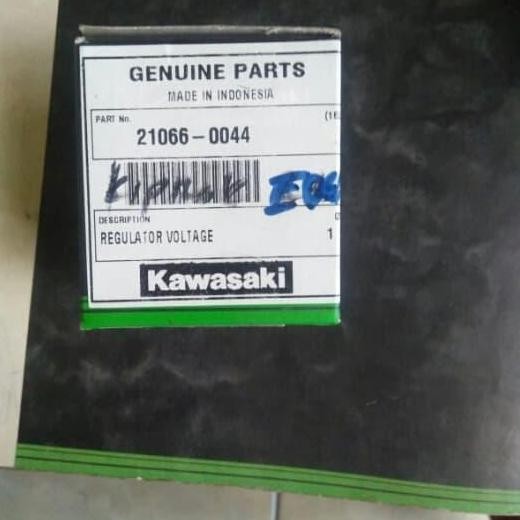 GENUINE PARTS
MADE IN INDONESIA
PART No.
21066-0044
DESCRIPTION
REGULATOR VOLTAGE
1
Kawasaki